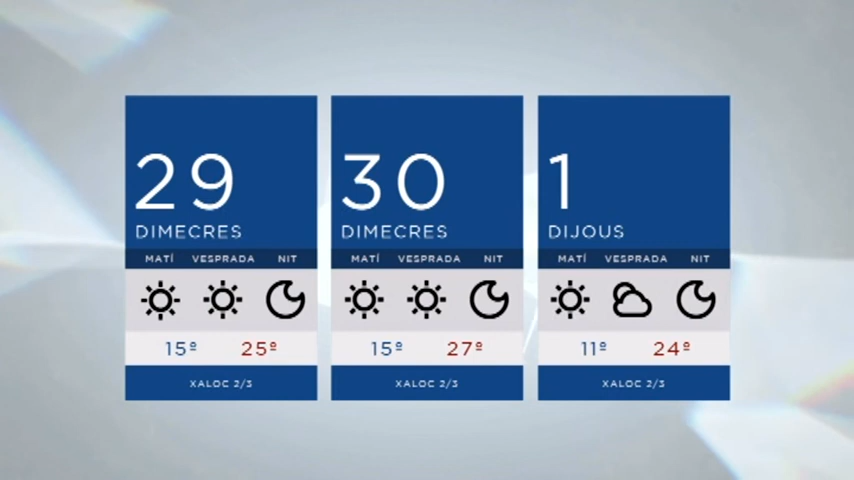 29
DIMECRES
MATÍ VESPRADA NIT
15º 25º
XALOC 2/3
30
DIMECRES
MATÍ VESPRADA NIT
15º 27º
XALOC 2/3
1
DIJOUS
MATÍ VESPRADA NIT
11º 24º
XALOC 2/3